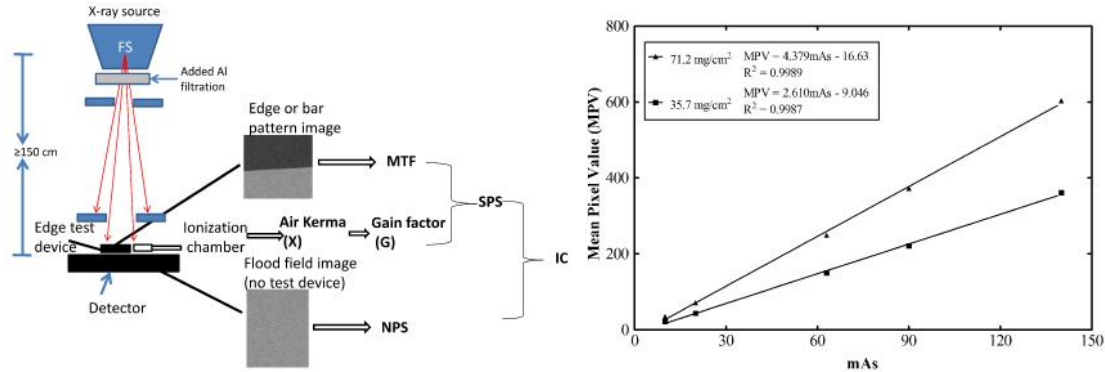 X-ray source
FS
Added Al
filtration
≥150 cm
Edge or bar
pattern image
MTF
SPS
Edge test
device
Ionization
chamber
Air Kerma
(X)
Gain factor
(G)
IC
Flood field image
(no test device)
Detector
NPS
800
600
400
200
0
Mean Pixel Value (MPV)
71.2 mg/cm²
MPV = 4.379mAs - 16.63
R² = 0.9989
35.7 mg/cm²
MPV = 2.610mAs - 9.046
R² = 0.9987
0 30 60 90 120 150
mAs